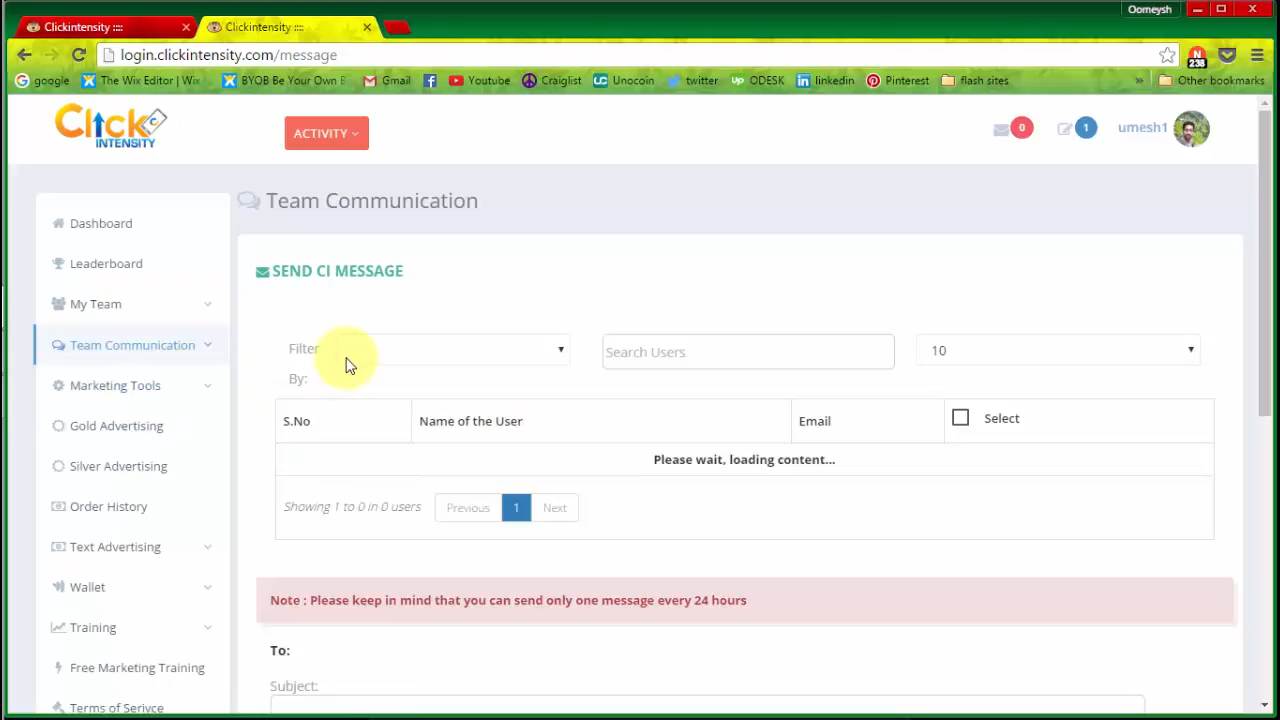 Oomeysh
Clickintensity ::::
Clickintensity ::::
login.clickintensity.com/message
N
238
google
The Wix Editor | Wix
BYOB Be Your Own B
Gmail
Youtube
Craiglist
UC Unocoin
twitter
UP ODESK
linkedin
Pinterest
flash sites
»
Other bookmarks
Click
INTENSITY
ACTIVITY
0
1
umesh1
Team Communication
Dashboard
Leaderboard
My Team
Team Communication
Marketing Tools
Gold Advertising
Silver Advertising
Order History
Text Advertising
Wallet
Training
Free Marketing Training
Terms of Serivce
SEND CI MESSAGE
Filter
By:
Search Users
10
S.No
Name of the User
Email
Select
Please wait, loading content...
Showing 1 to 0 in 0 users
Previous
1
Next
Note : Please keep in mind that you can send only one message every 24 hours
To:
Subject: